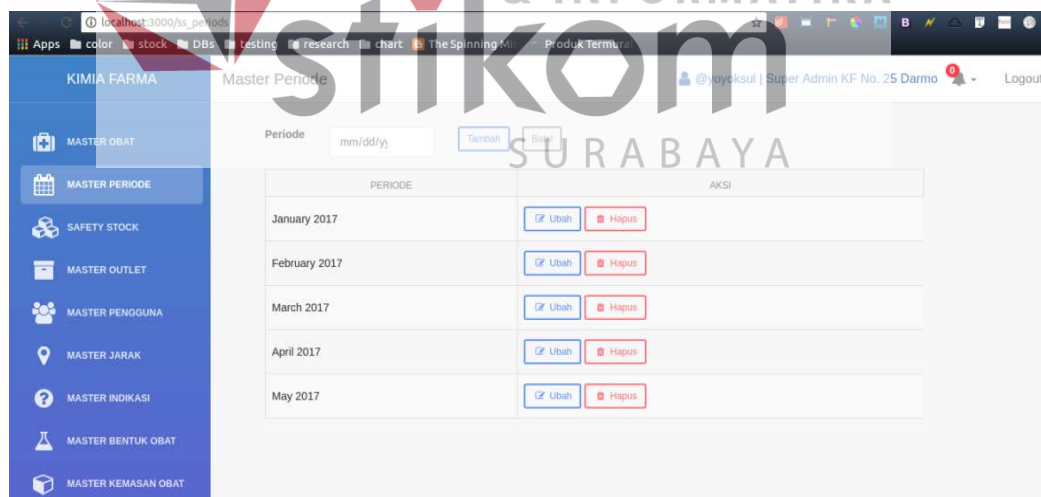 & INFORMATIKA
localhost:3000/ss_periods
Apps color stock DBs testing research chart The Spinning Produk Termura
stikom
SURABAYA
KIMIA FARMA
Master Periode
@yoyoksul | Super Admin KF No. 25 Darmo
0
Logout
MASTER OBAT
MASTER PERIODE
SAFETY STOCK
MASTER OUTLET
MASTER PENGGUNA
MASTER JARAK
MASTER INDIKASI
MASTER BENTUK OBAT
MASTER KEMASAN OBAT
Periode mm/dd/yy Tambah Batal
PERIODE AKSI
January 2017 Ubah Hapus
February 2017 Ubah Hapus
March 2017 Ubah Hapus
April 2017 Ubah Hapus
May 2017 Ubah Hapus